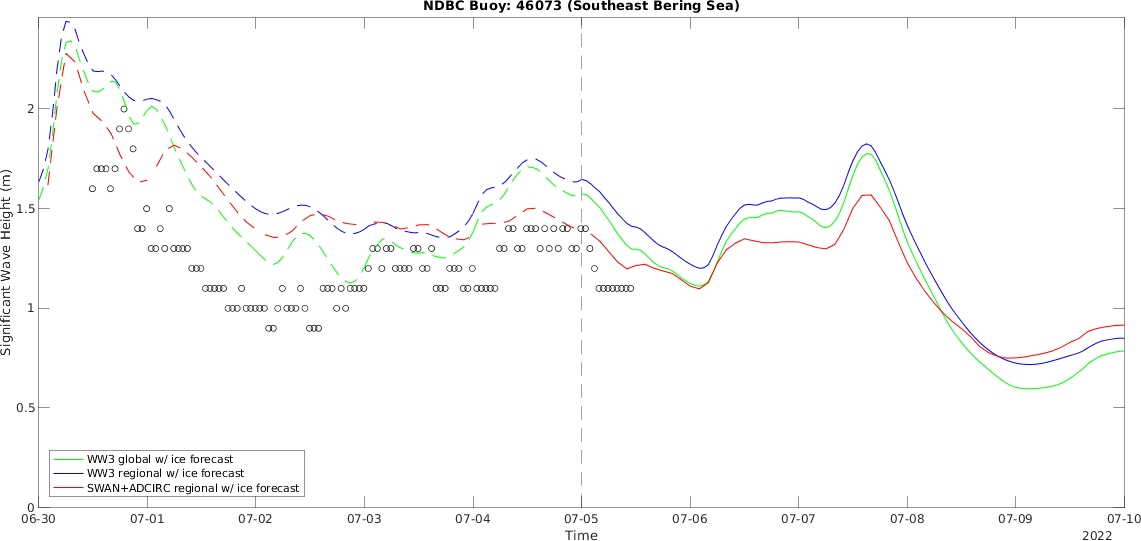 NDBC Buoy: 46073 (Southeast Bering Sea)
Significant Wave Height (m)
2
1.5
1
0.5
0
WW3 global w/ ice forecast
WW3 regional w/ ice forecast
SWAN+ADCIRC regional w/ ice forecast
06-30 07-01 07-02 07-03 07-04 07-05 07-06 07-07 07-08 07-09 07-10
Time
2022